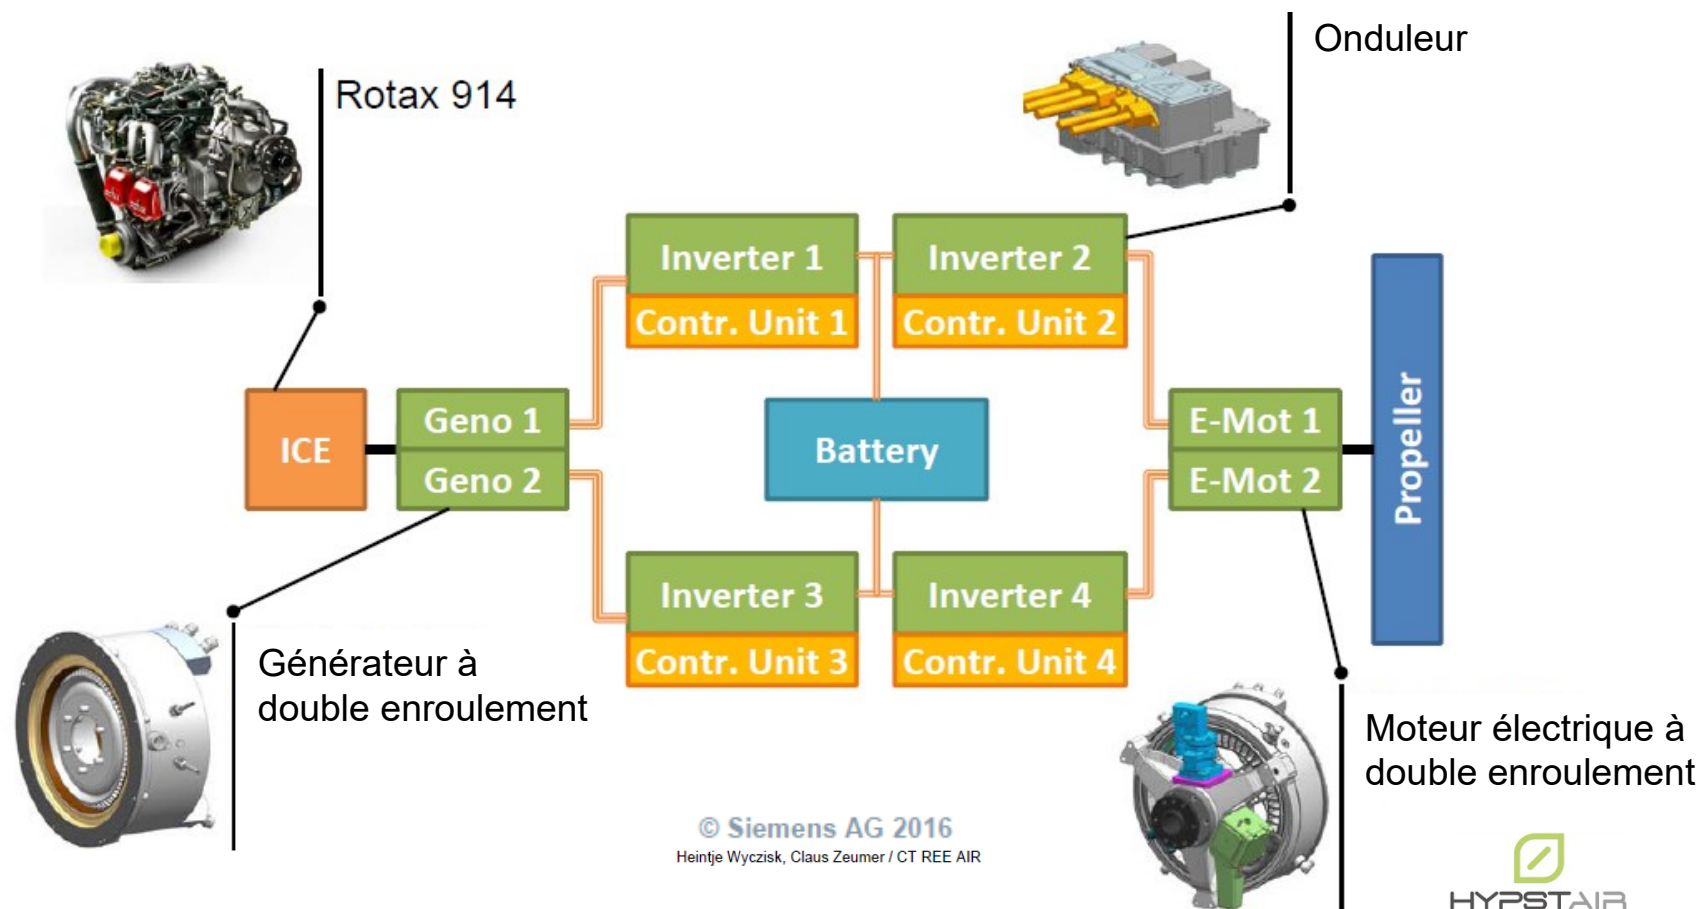 Onduleur
Rotax 914
Inverter 1
Inverter 2
Contr. Unit 1
Contr. Unit 2
ICE
Geno 1
Geno 2
Battery
E-Mot 1
E-Mot 2
Propeller
Inverter 3
Inverter 4
Contr. Unit 3
Contr. Unit 4
Générateur à
double enroulement
Moteur électrique à
double enroulement
© Siemens AG 2016
Heintje Wyczisk, Claus Zeumer / CT REE AIR
HYPSTAIR